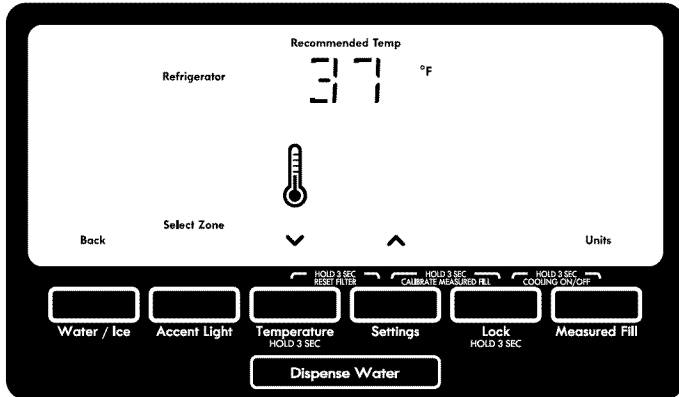 Recommended Temp
Refrigerator 37 °F
Select Zone
Back Units
HOLD 3 SEC HOLD 3 SEC HOLD 3 SEC
RESET FILTER CALIBRATE MEASURED FILL COOLING ON/OFF
Water / Ice Accent Light Temperature Settings Lock Measured Fill
HOLD 3 SEC HOLD 3 SEC
Dispense Water